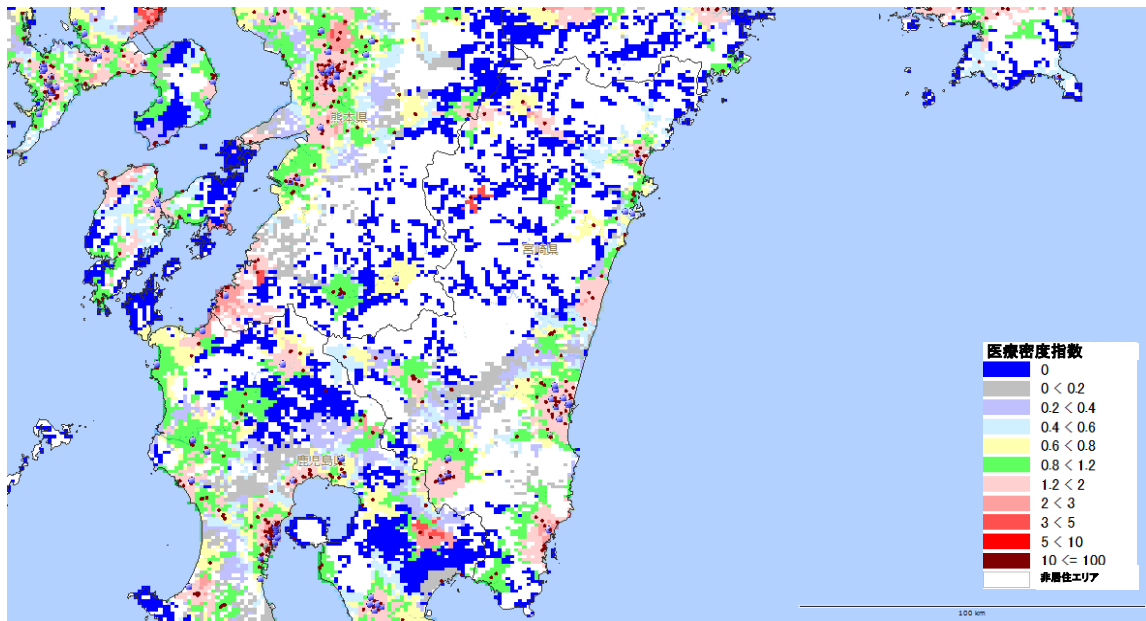 熊本県
宮崎県
鹿児島県
医療密度指数
0
0 < 0.2
0.2 < 0.4
0.4 < 0.6
0.6 < 0.8
0.8 < 1.2
1.2 < 2
2 < 3
3 < 5
5 < 10
10 <= 100
非居住エリア
100 km